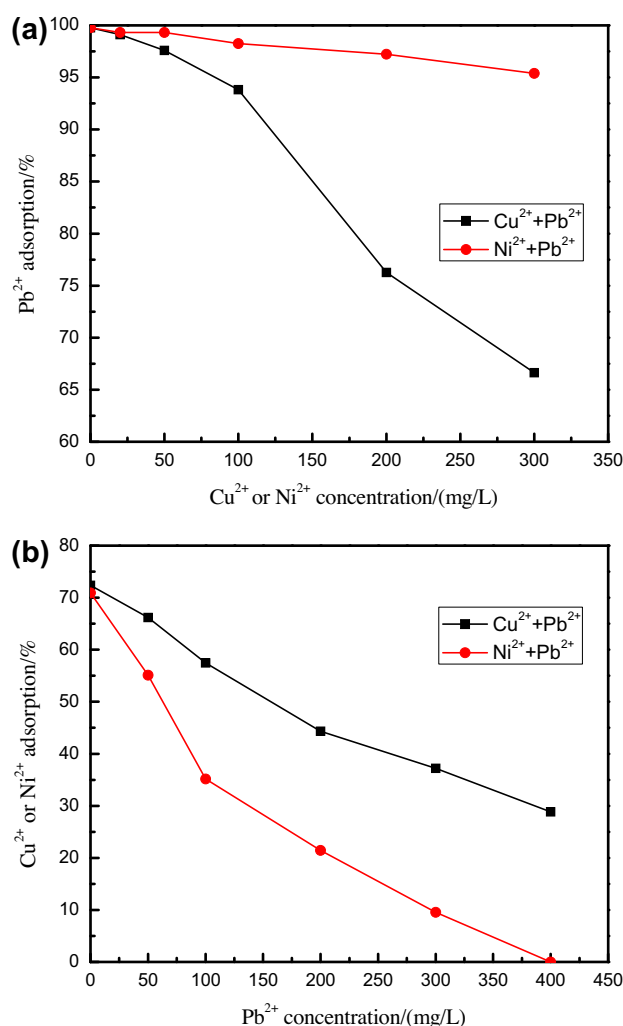 (a)
100
95
90
85
80
75
70
65
60
Pb²⁺ adsorption/%
Cu²⁺+Pb²⁺
Ni²⁺+Pb²⁺
0 50 100 150 200 250 300 350
Cu²⁺ or Ni²⁺ concentration/(mg/L)
(b)
80
70
60
50
40
30
20
10
0
Cu²⁺ or Ni²⁺ adsorption/%
Cu²⁺+Pb²⁺
Ni²⁺+Pb²⁺
0 50 100 150 200 250 300 350 400 450
Pb²⁺ concentration/(mg/L)